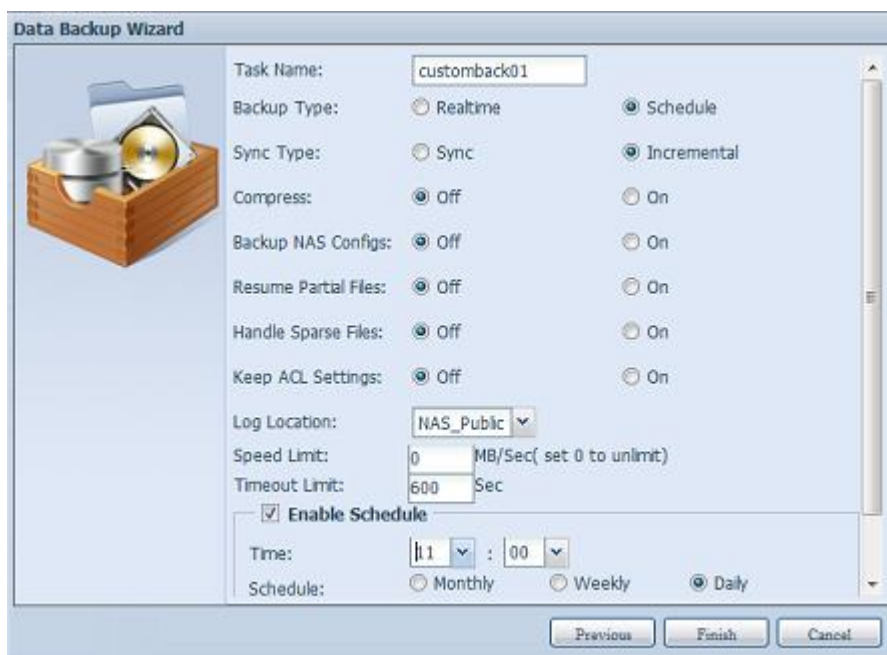 Data Backup Wizard
Task Name: customback01
Backup Type: Realtime Schedule
Sync Type: Sync Incremental
Compress: Off On
Backup NAS Configs: Off On
Resume Partial Files: Off On
Handle Sparse Files: Off On
Keep ACL Settings: Off On
Log Location: NAS_Public
Speed Limit: 0 MB/Sec( set 0 to unlimit)
Timeout Limit: 600 Sec
Enable Schedule
Time: 11 : 00
Schedule: Monthly Weekly Daily
Previous Finish Cancel